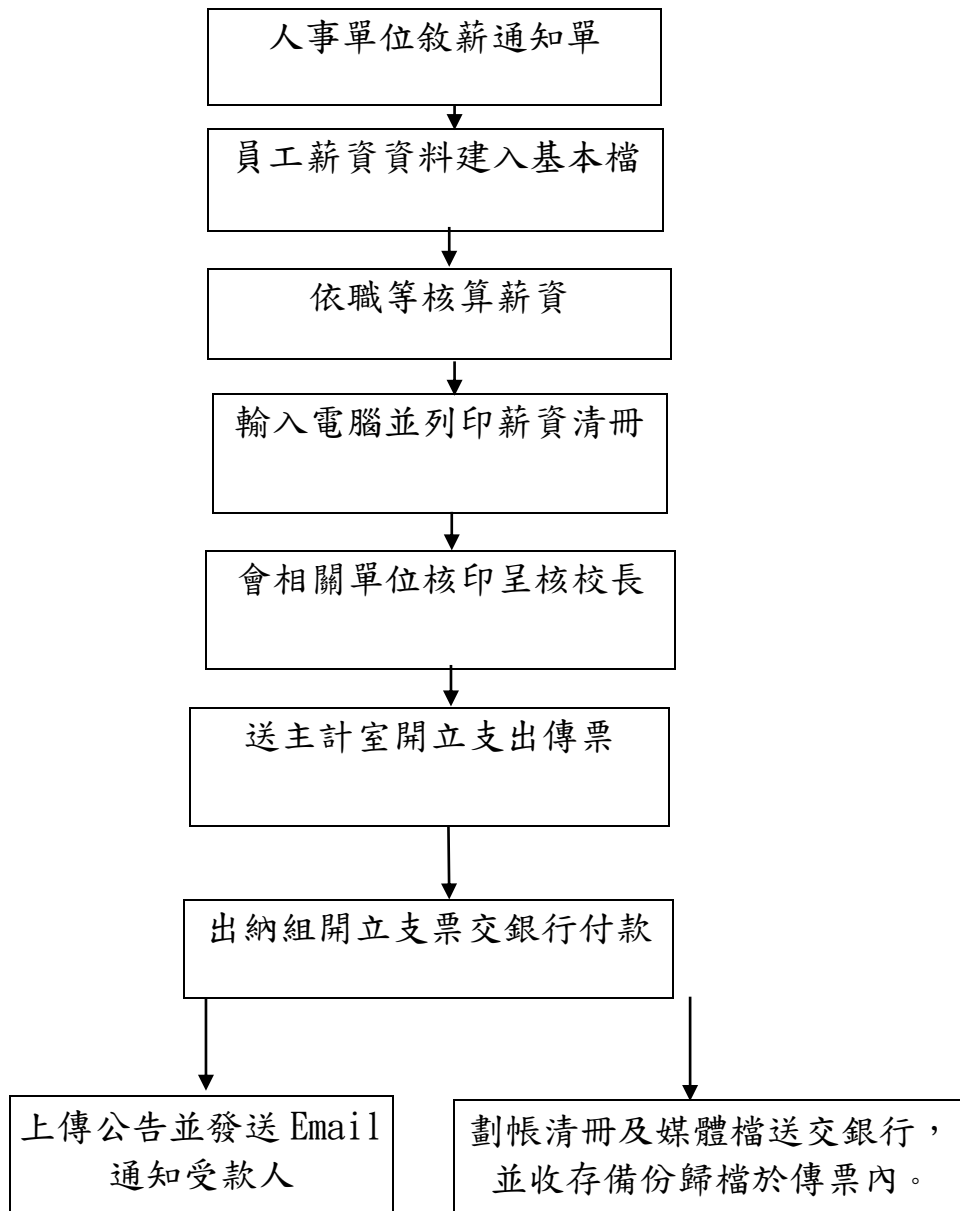 人事單位敘薪通知單
員工薪資資料建入基本檔
依職等核算薪資
輸入電腦並列印薪資清冊
會相關單位核印呈核校長
送主計室開立支出傳票
出納組開立支票交銀行付款
上傳公告並發送 Email
通知受款人
劃帳清冊及媒體檔送交銀行，
並收存備份歸檔於傳票內。